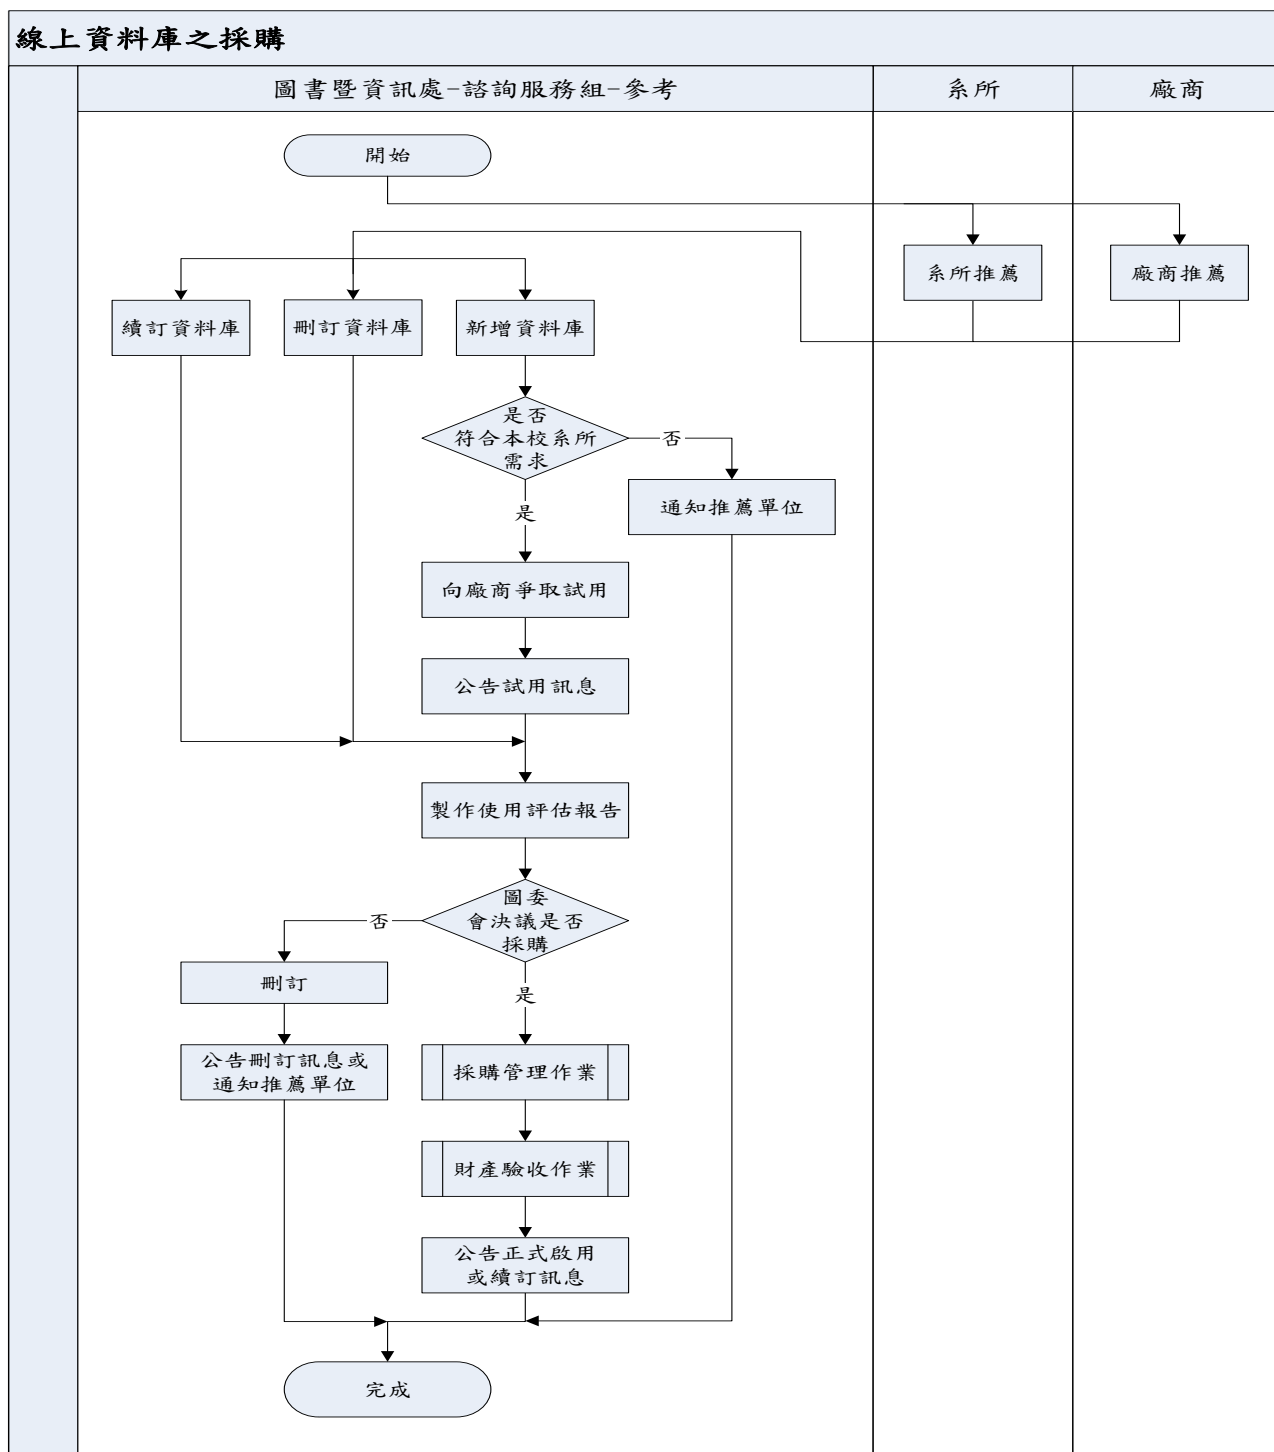 線上資料庫之採購
圖書暨資訊處-諮詢服務組-參考
系所
廠商
開始
系所推薦
廠商推薦
續訂資料庫
刪訂資料庫
新增資料庫
是否
符合本校系所
需求
否
通知推薦單位
是
向廠商爭取試用
公告試用訊息
製作使用評估報告
圖委
會決議是否
採購
否
刪訂
是
公告刪訂訊息或
通知推薦單位
採購管理作業
財產驗收作業
公告正式啟用
或續訂訊息
完成